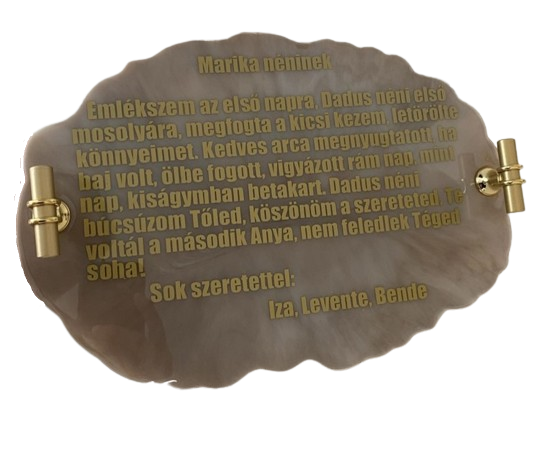 Marika néninek
Emlékszem az első napra, Dadus néni első
mosolyára, megfogta a kicsi kezem, letörölte
könnyeimet. Kedves arca megnyugtatott, ha
baj volt, ölbe fogott, vigyázott rám nap, mint
nap, kiságymban betakart. Dadus néni
búcsúzom Tőled, köszönöm a szereteted, Te
voltál a második Anya, nem feledlek Téged
soha!
Sok szeretettel:
Iza, Levente, Bende